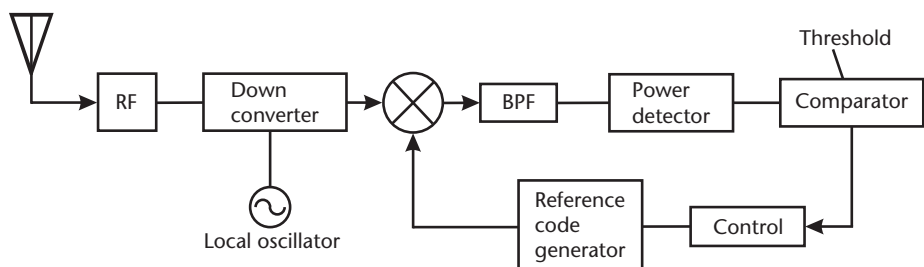 Threshold
RF
Down
converter
BPF
Power
detector
Comparator
Local oscillator
Reference
code
generator
Control